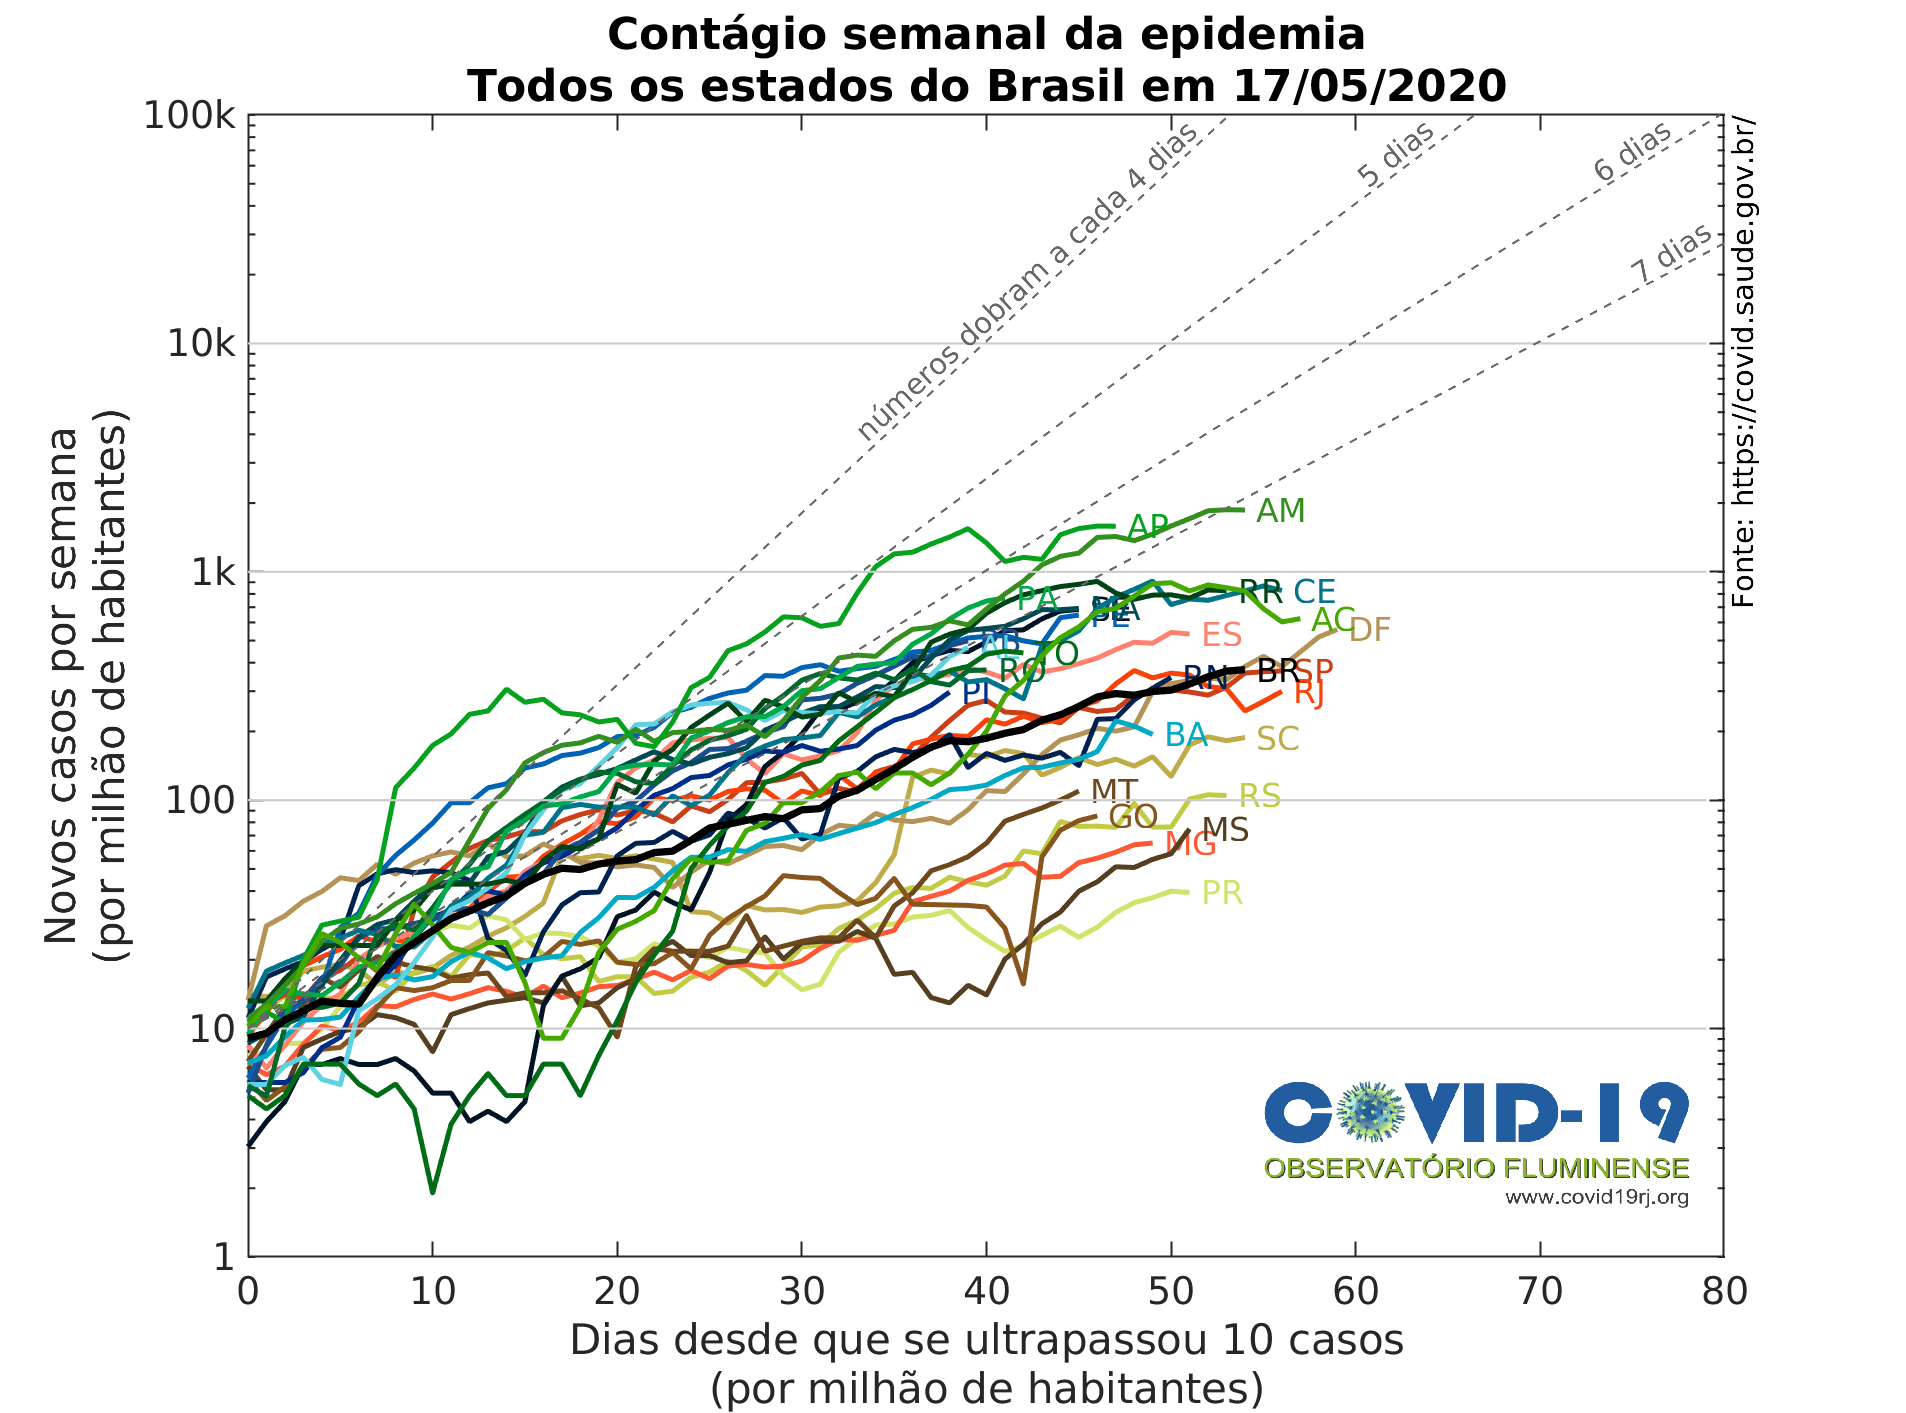 Contágio semanal da epidemia
Todos os estados do Brasil em 17/05/2020
100k
10k
1k
100
10
1
Novos casos por semana
(por milhão de habitantes)
números dobram a cada 4 dias
5 dias
6 dias
7 dias
Fonte: https://covid.saude.gov.br/
AP
AM
PA
RR
CE
PE
AC
DF
ES
TO
RO
PI
RN
BR
SP
RJ
BA
SC
MT
RS
GO
MS
MG
PR
COVID-19
OBSERVATÓRIO FLUMINENSE
www.covid19rj.org
0 10 20 30 40 50 60 70 80
Dias desde que se ultrapassou 10 casos
(por milhão de habitantes)